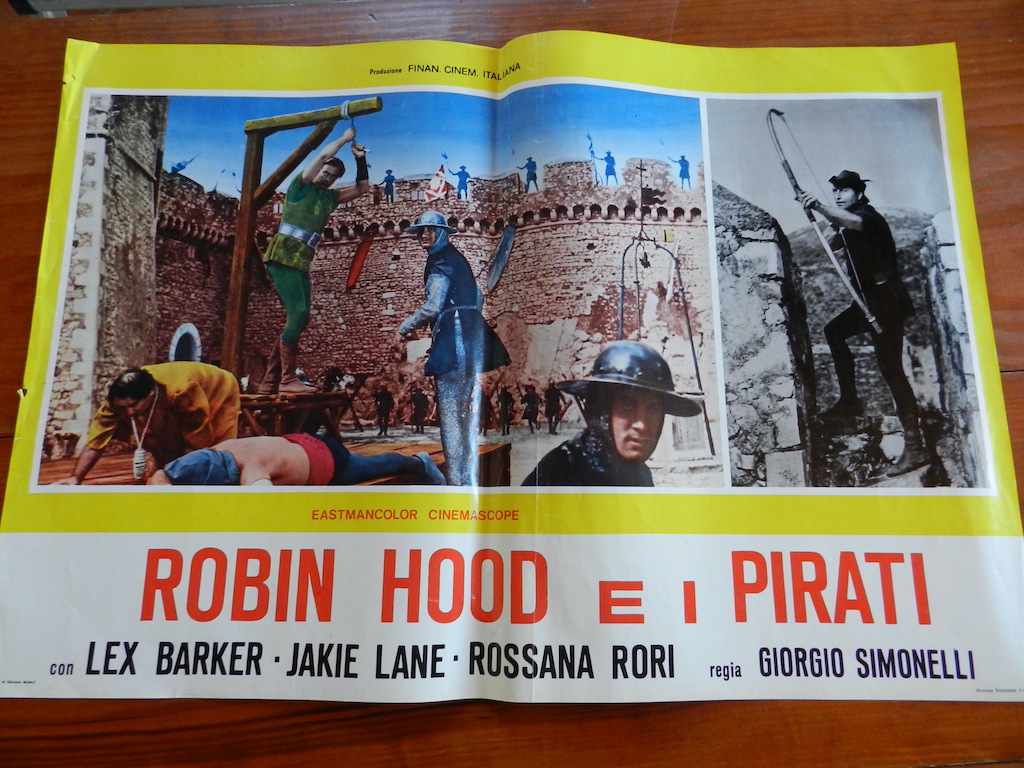 Produzione FINAN. CINEM. ITALIANA
EASTMANCOLOR CINEMASCOPE
ROBIN HOOD E I PIRATI
con LEX BARKER · JAKIE LANE · ROSSANA RORI regia GIORGIO SIMONELLI